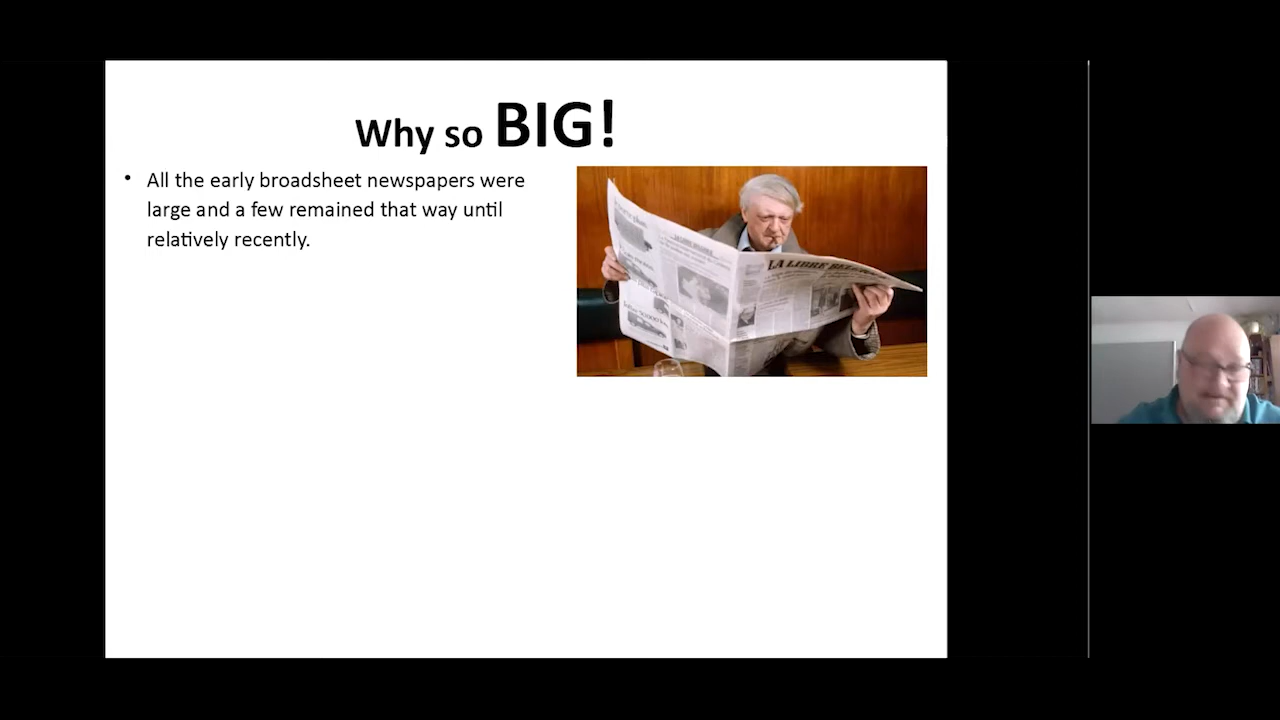 Why so BIG!
• All the early broadsheet newspapers were
large and a few remained that way until
relatively recently.
LA LIBRE